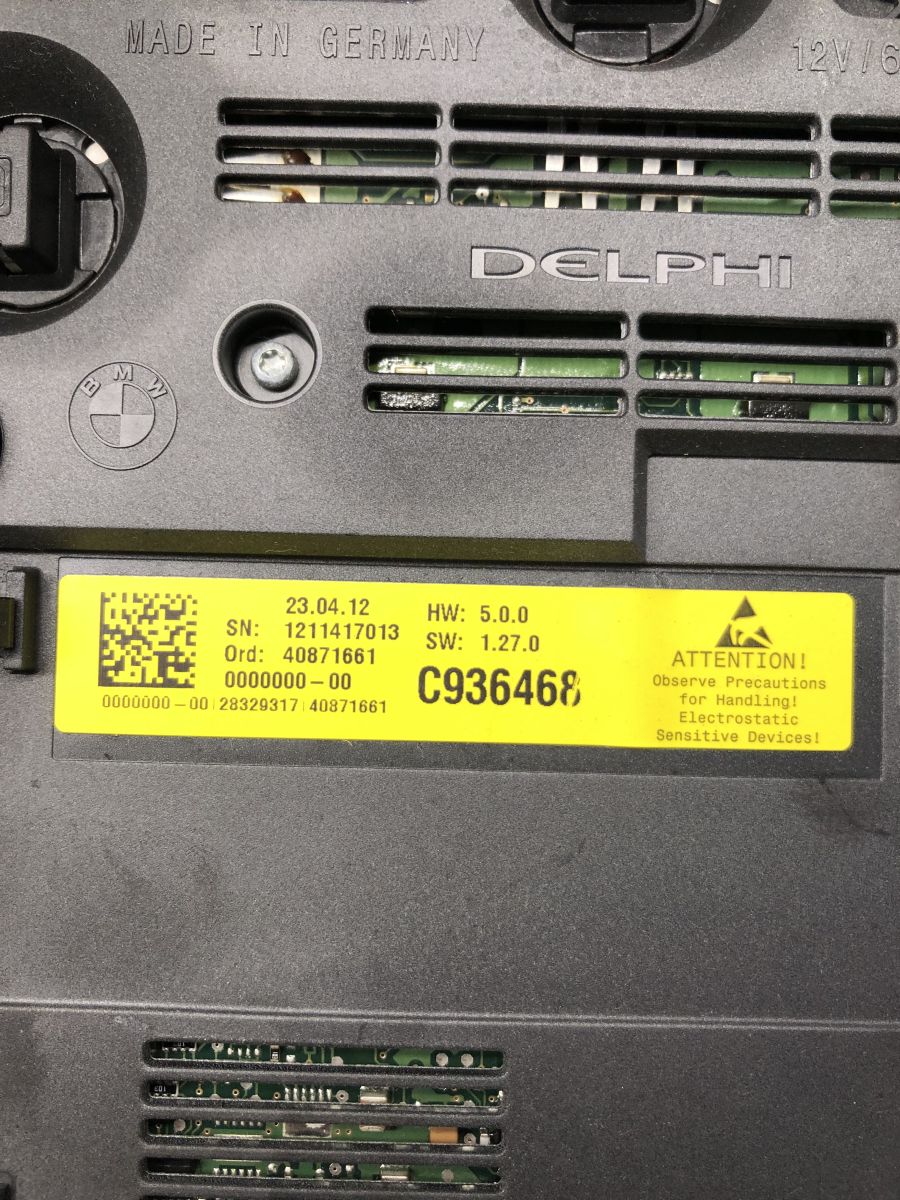 MADE IN GERMANY
12V/6
DELPHI
BMW
23.04.12
SN: 1211417013
Ord: 40871661
0000000-00
0000000-00 28329317 40871661
HW: 5.0.0
SW: 1.27.0
C936468
ATTENTION!
Observe Precautions
for Handling!
Electrostatic
Sensitive Devices!